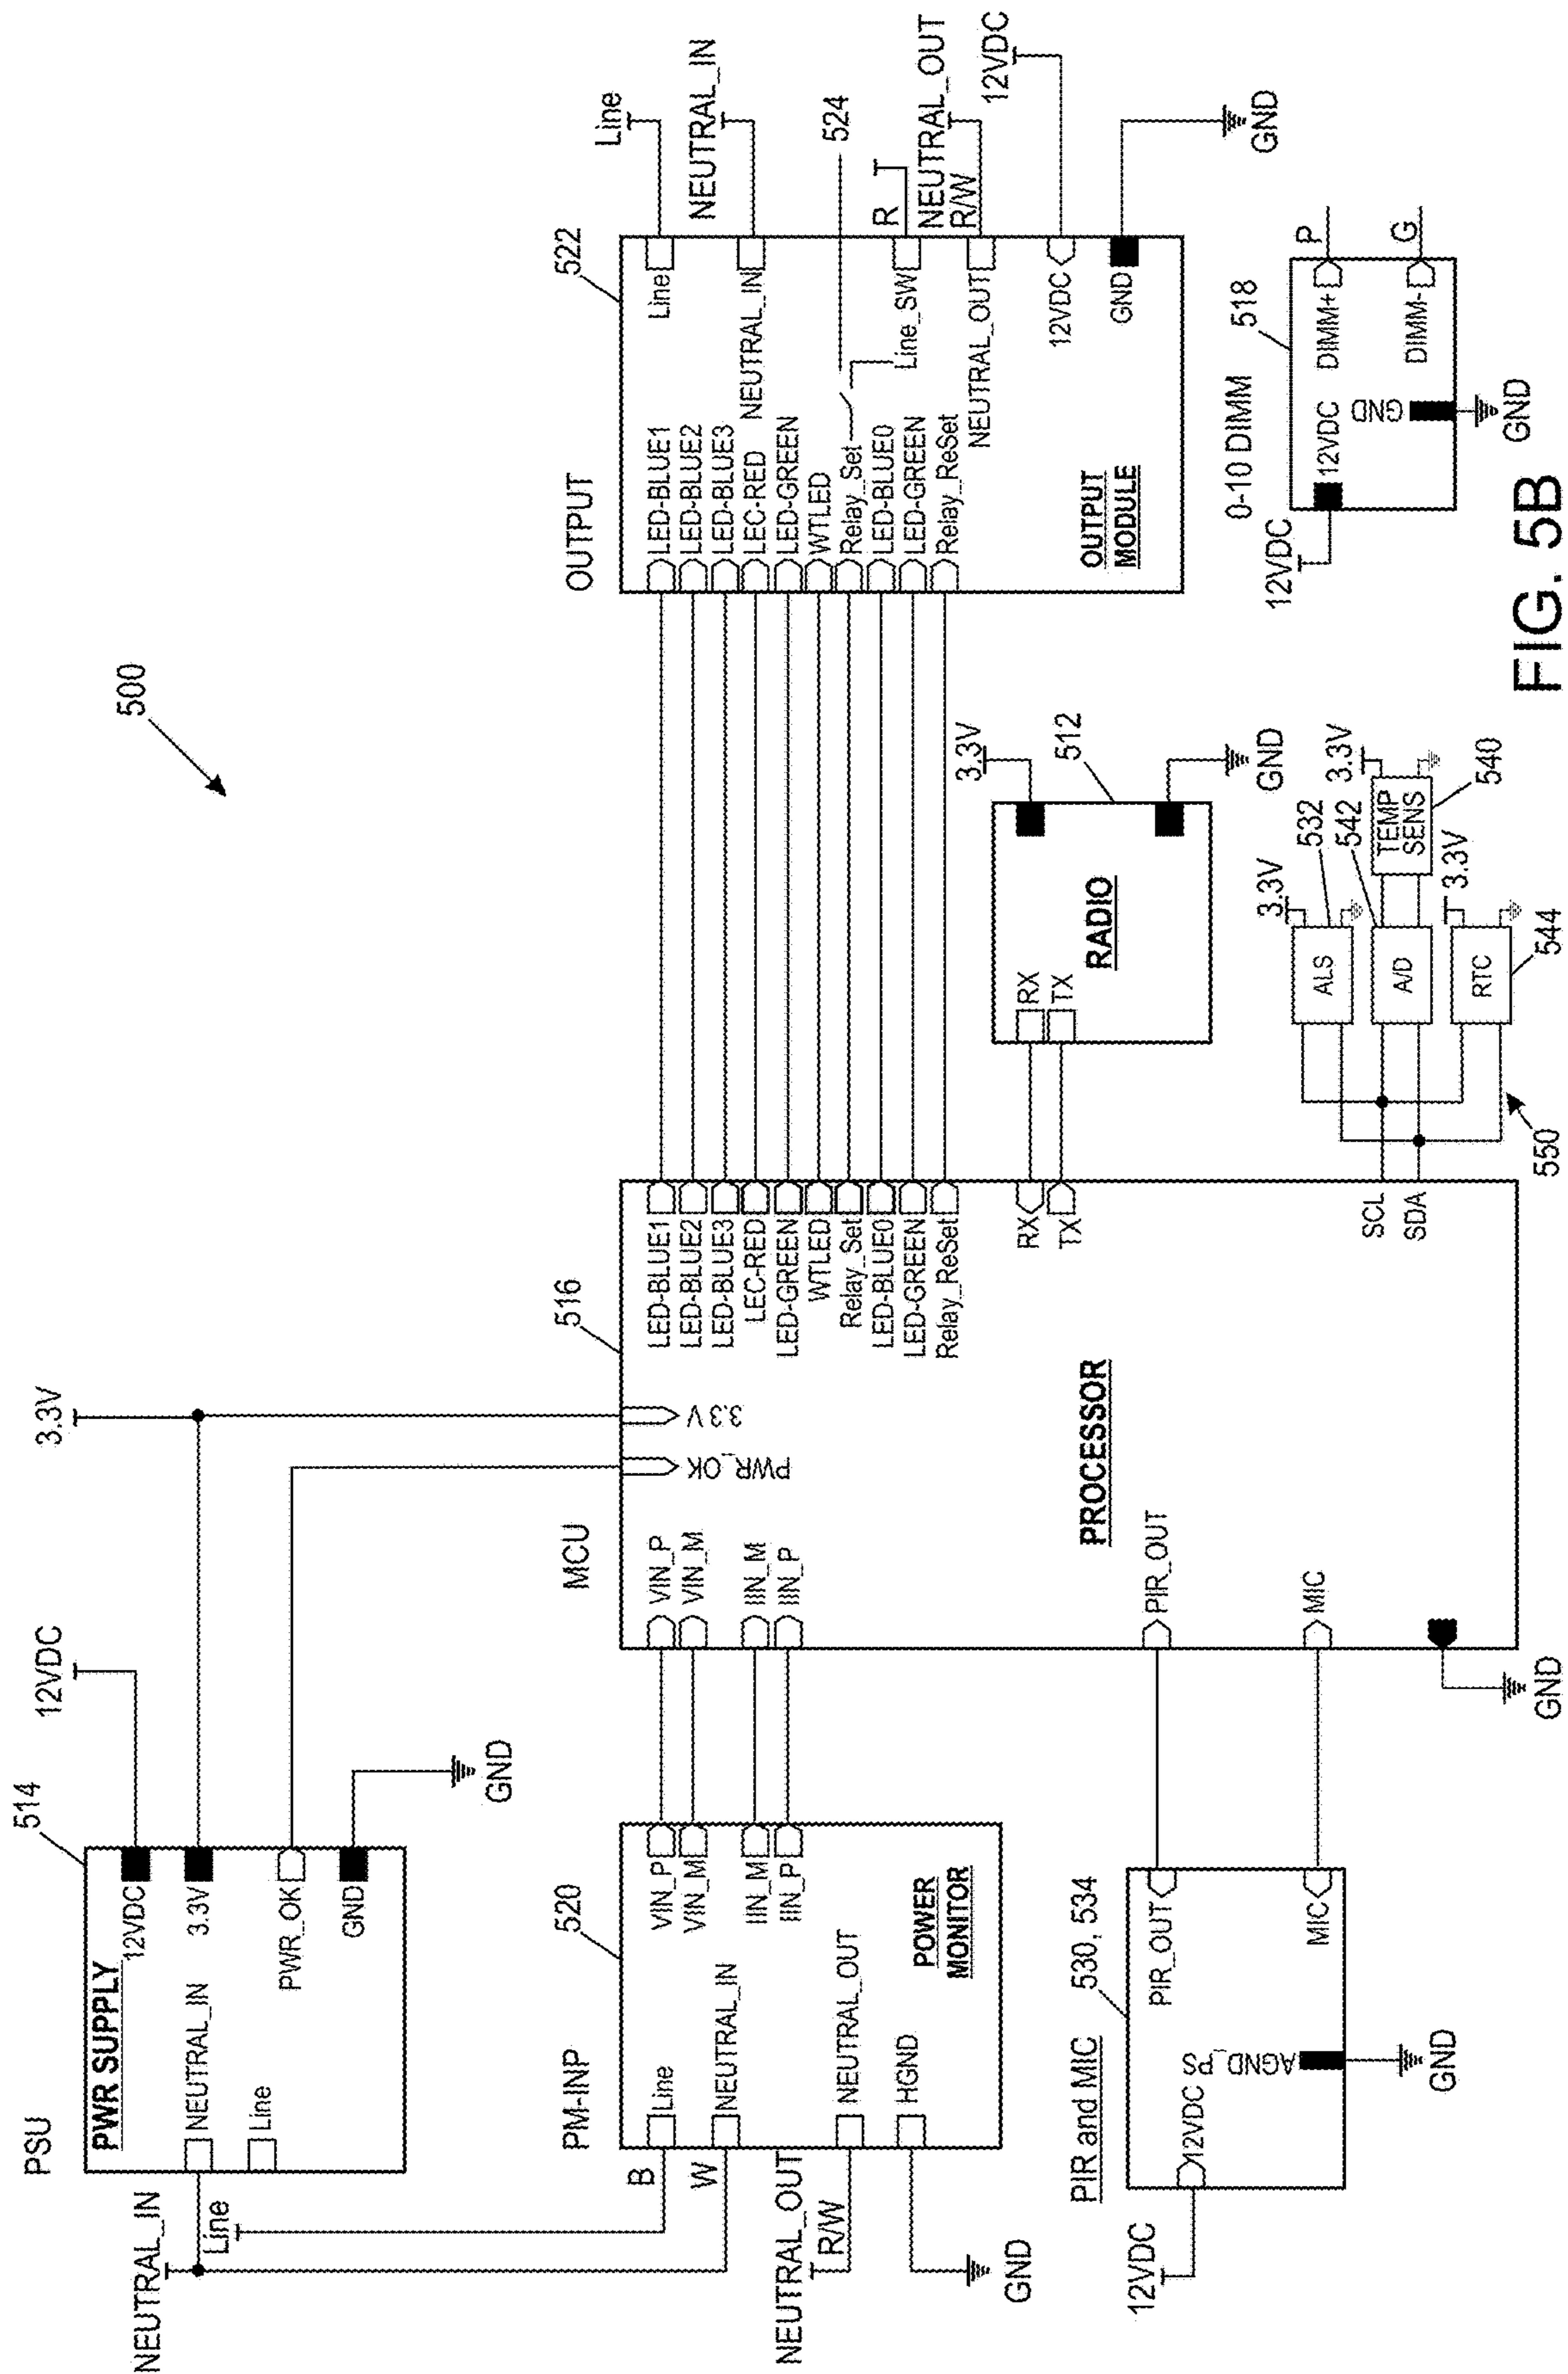 500
PSU
PWR SUPPLY
514
NEUTRAL_IN
Line
12VDC
3.3V
PWR_OK
GND
NEUTRAL_IN
Line
12VDC
3.3V
GND
PM-INP
520
B
W
Line
NEUTRAL_IN
NEUTRAL_OUT
HGND
VIN_P
VIN_M
IIN_M
IIN_P
POWER
MONITOR
NEUTRAL_OUT
R/W
GND
PIR and MIC
530, 534
12VDC
12VDC
AGND_PS
PIR_OUT
MIC
GND
MCU
516
VIN_P
VIN_M
IIN_M
IIN_P
PWR_OK
3.3 V
LED-BLUE1
LED-BLUE2
LED-BLUE3
LEC-RED
LED-GREEN
WTLED
Relay_Set
LED-BLUE0
LED-GREEN
Relay_ReSet
RX
TX
SCL
SDA
PROCESSOR
PIR_OUT
MIC
GND
RX
TX
RADIO
512
3.3V
GND
ALS
3.3V
532
A/D
542
TEMP
SENS
3.3V
540
RTC
3.3V
544
550
OUTPUT
522
LED-BLUE1
LED-BLUE2
LED-BLUE3
LEC-RED
LED-GREEN
WTLED
Relay_Set
LED-BLUE0
LED-GREEN
Relay_ReSet
Line
NEUTRAL_IN
Line_SW
NEUTRAL_OUT
12VDC
GND
OUTPUT
MODULE
Line
NEUTRAL_IN
524
R
NEUTRAL_OUT
R/W
12VDC
GND
0-10 DIMM
518
12VDC
12VDC
GND
DIMM+
DIMM-
P
G
GND
FIG. 5B